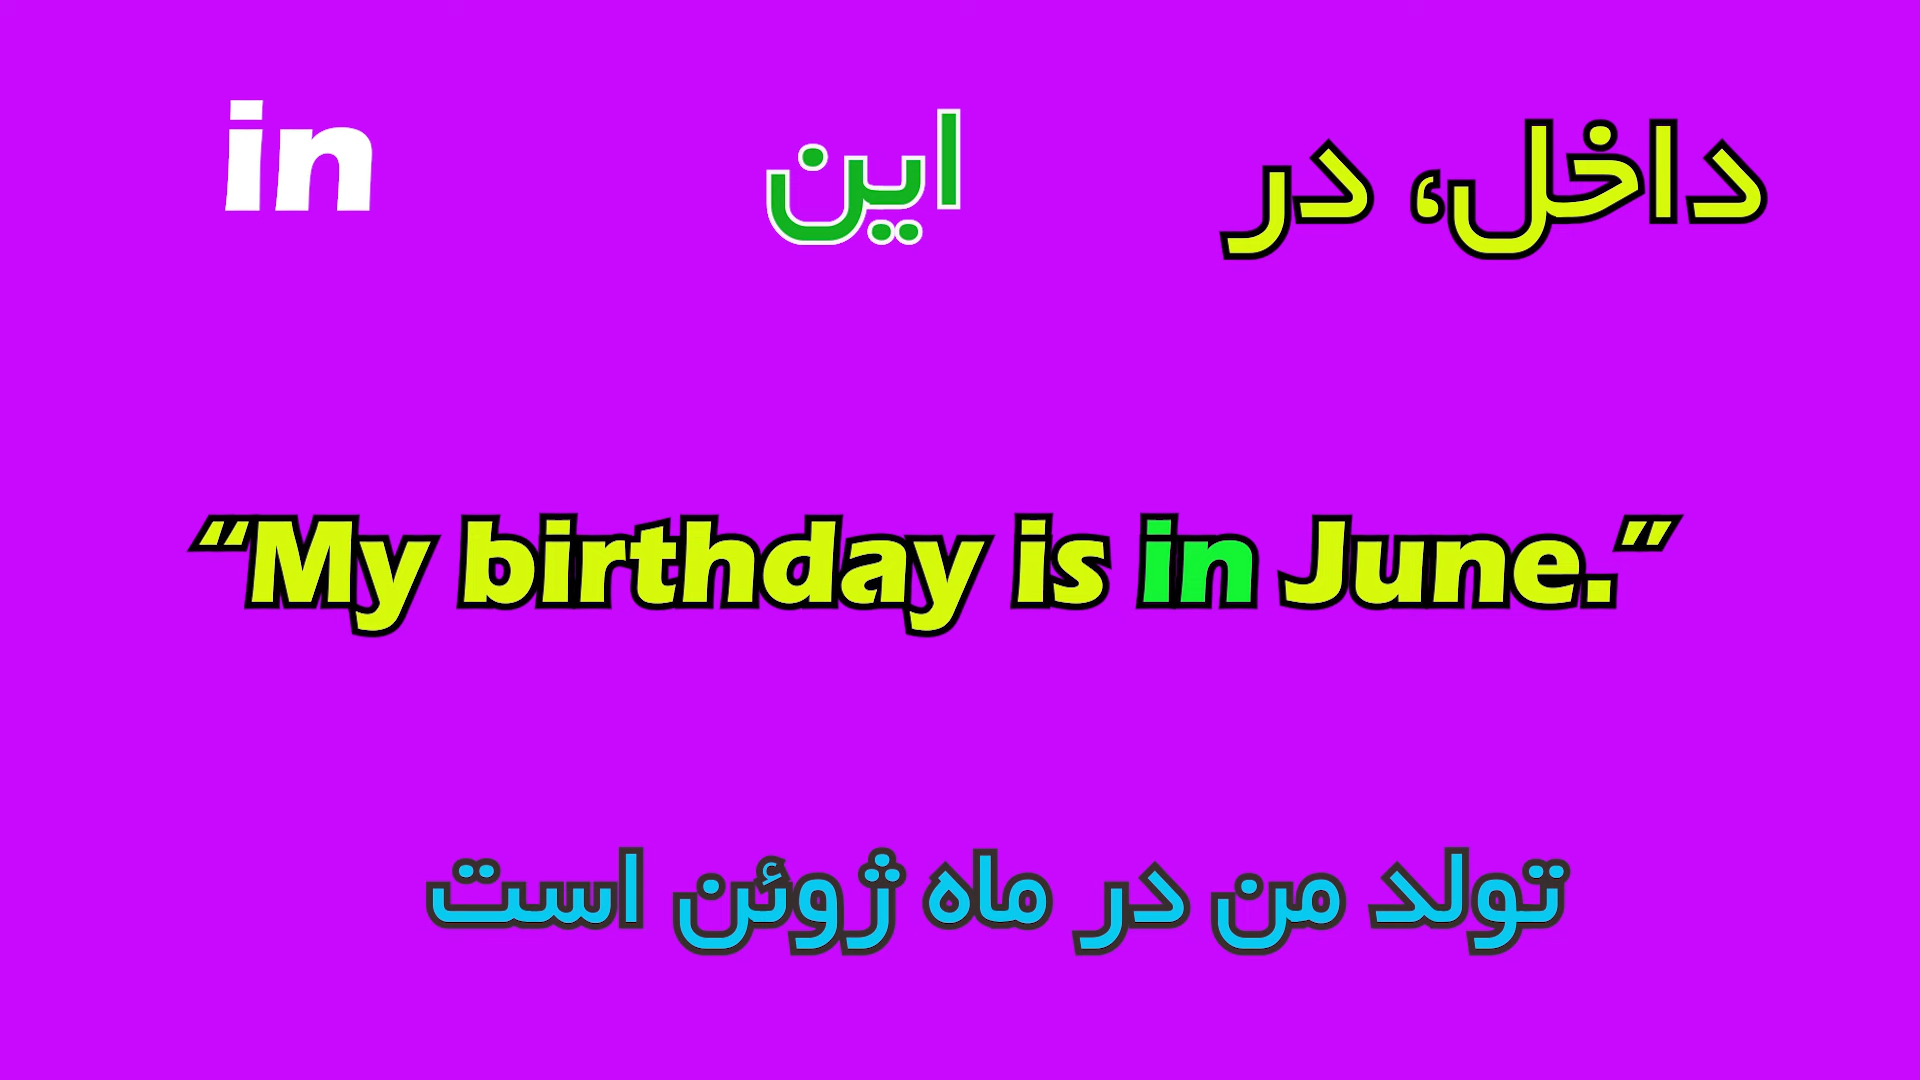 in این داخل، در
“My birthday is in June.”
تولد من در ماه ژوئن است